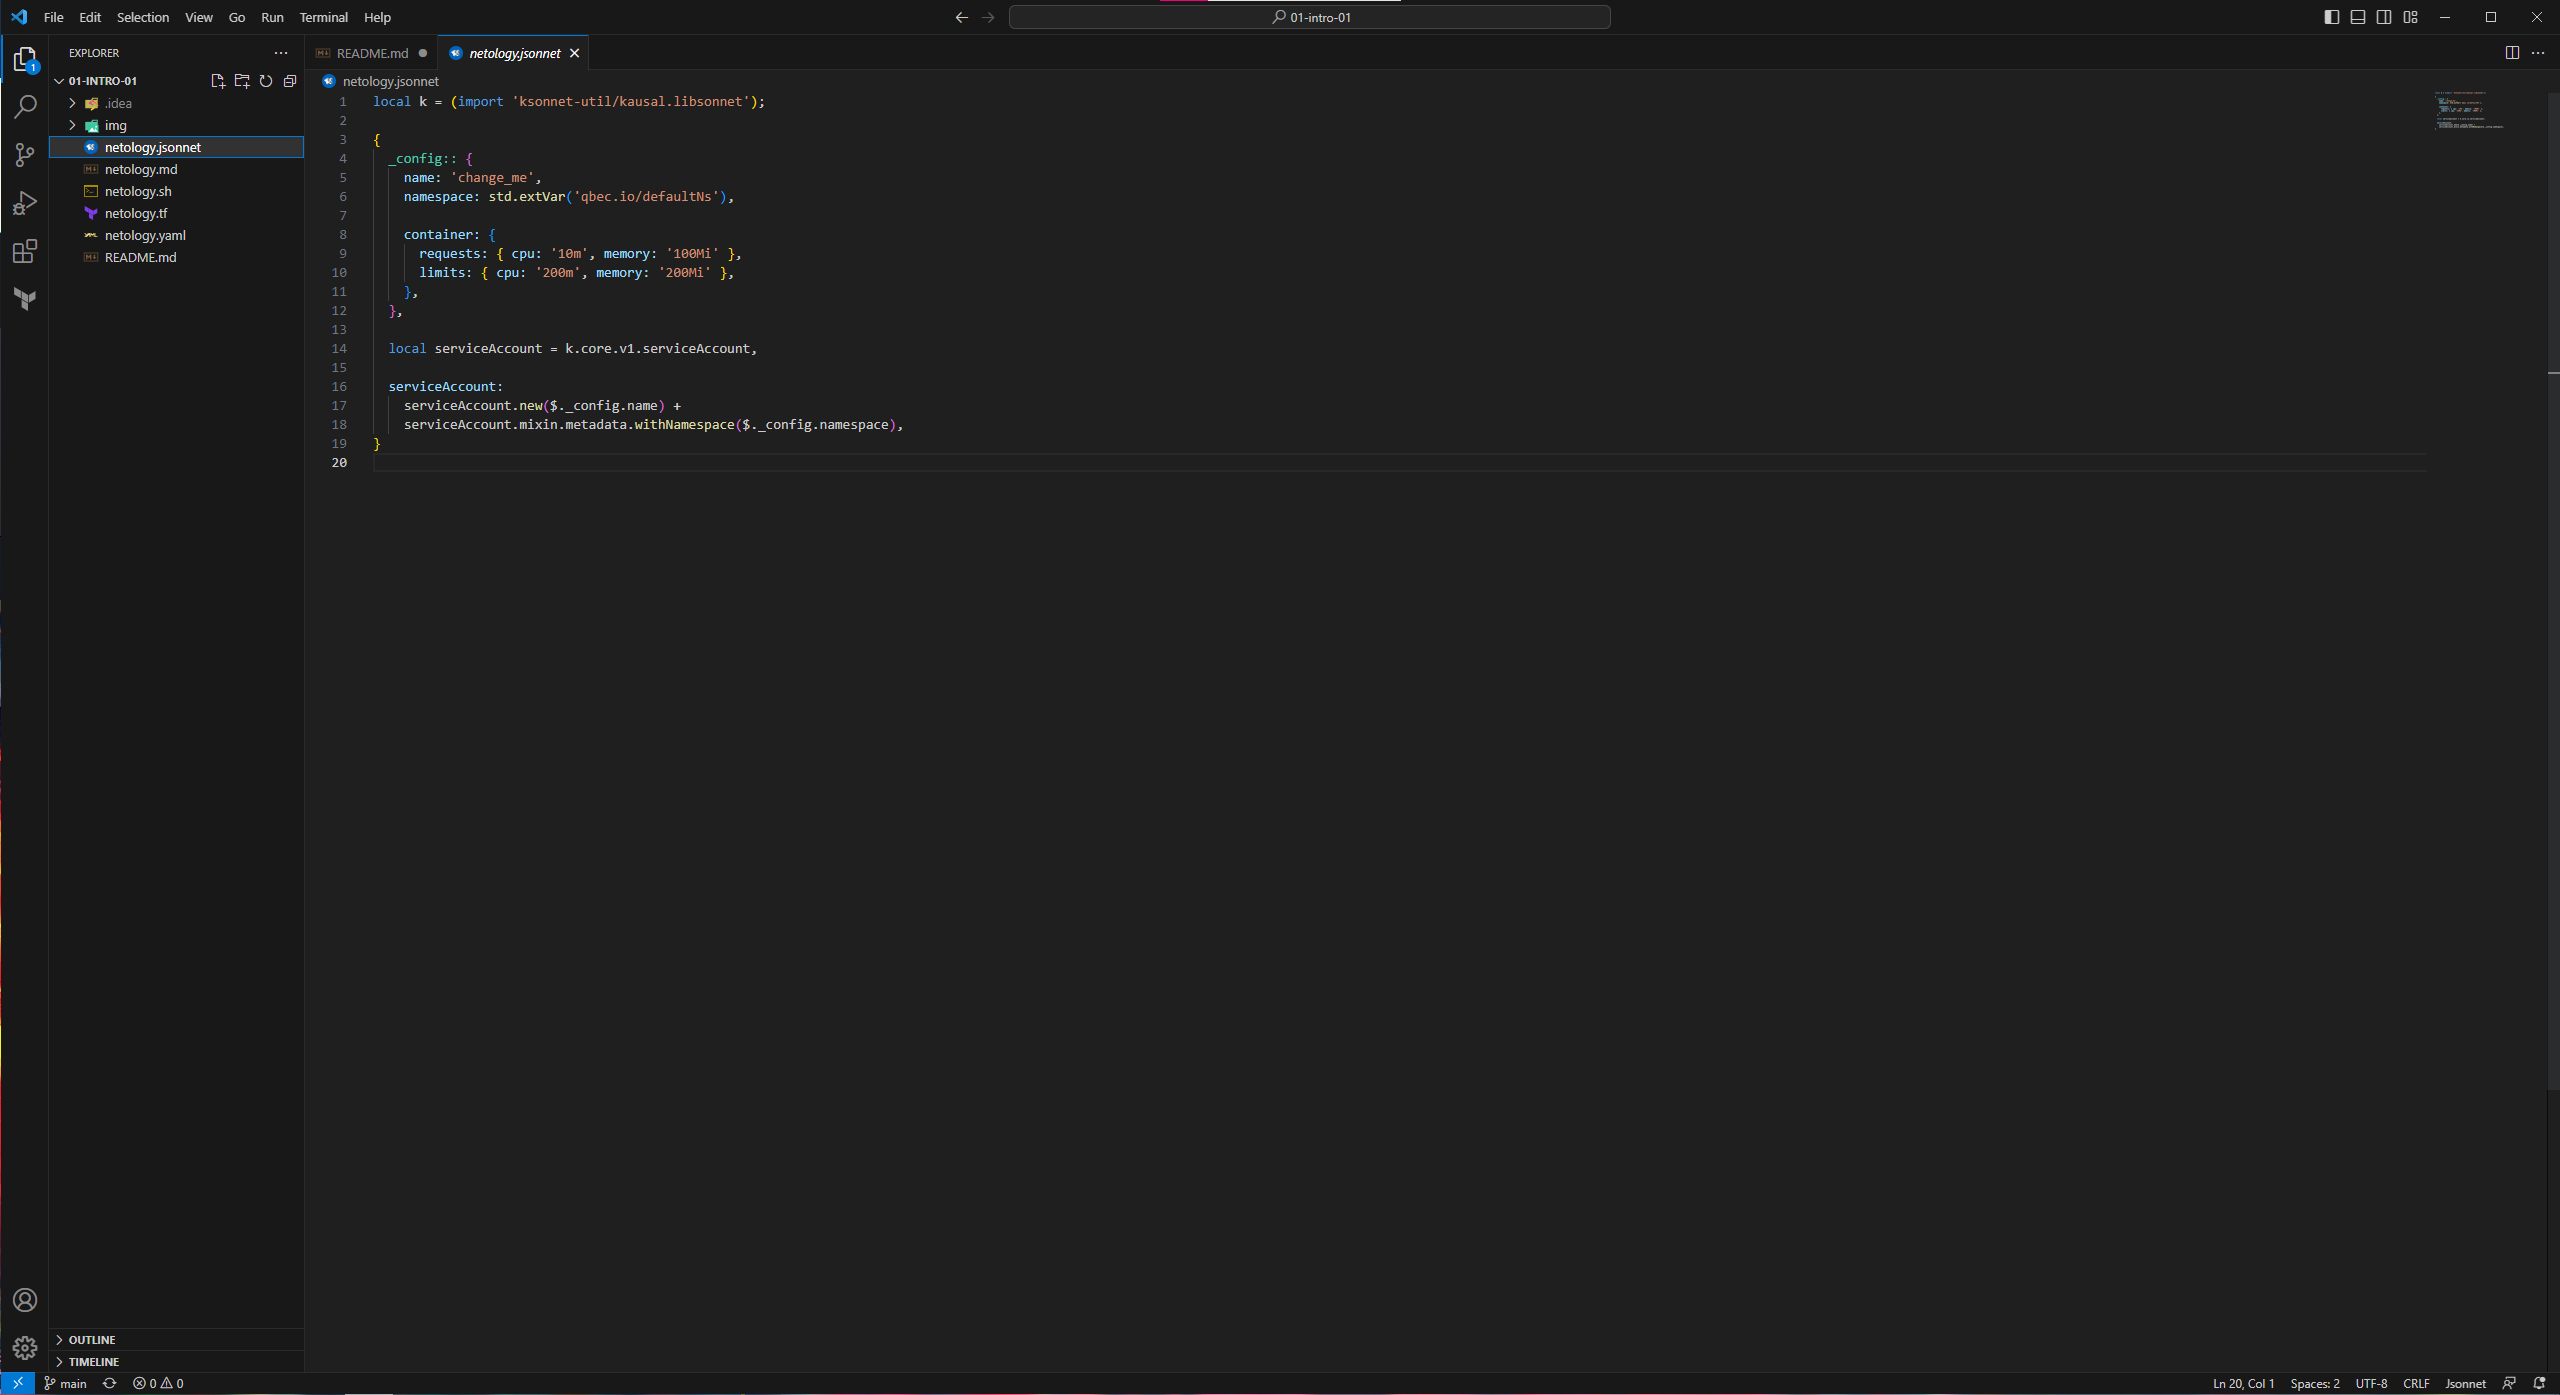 File Edit Selection View Go Run Terminal Help
01-intro-01
EXPLORER
01-INTRO-01
.idea
img
netology.jsonnet
netology.md
netology.sh
netology.tf
netology.yaml
README.md
1
OUTLINE
TIMELINE
README.md netology.jsonnet
netology.jsonnet
1 local k = (import 'ksonnet-util/kausal.libsonnet');
2
3 {
4   _config:: {
5     name: 'change_me',
6     namespace: std.extVar('qbec.io/defaultNs'),
7
8     container: {
9       requests: { cpu: '10m', memory: '100Mi' },
10       limits: { cpu: '200m', memory: '200Mi' },
11     },
12   },
13
14   local serviceAccount = k.core.v1.serviceAccount,
15
16   serviceAccount:
17     serviceAccount.new($._config.name) +
18     serviceAccount.mixin.metadata.withNamespace($._config.namespace),
19 }
20
main 0 0 Ln 20, Col 1 Spaces: 2 UTF-8 CRLF Jsonnet